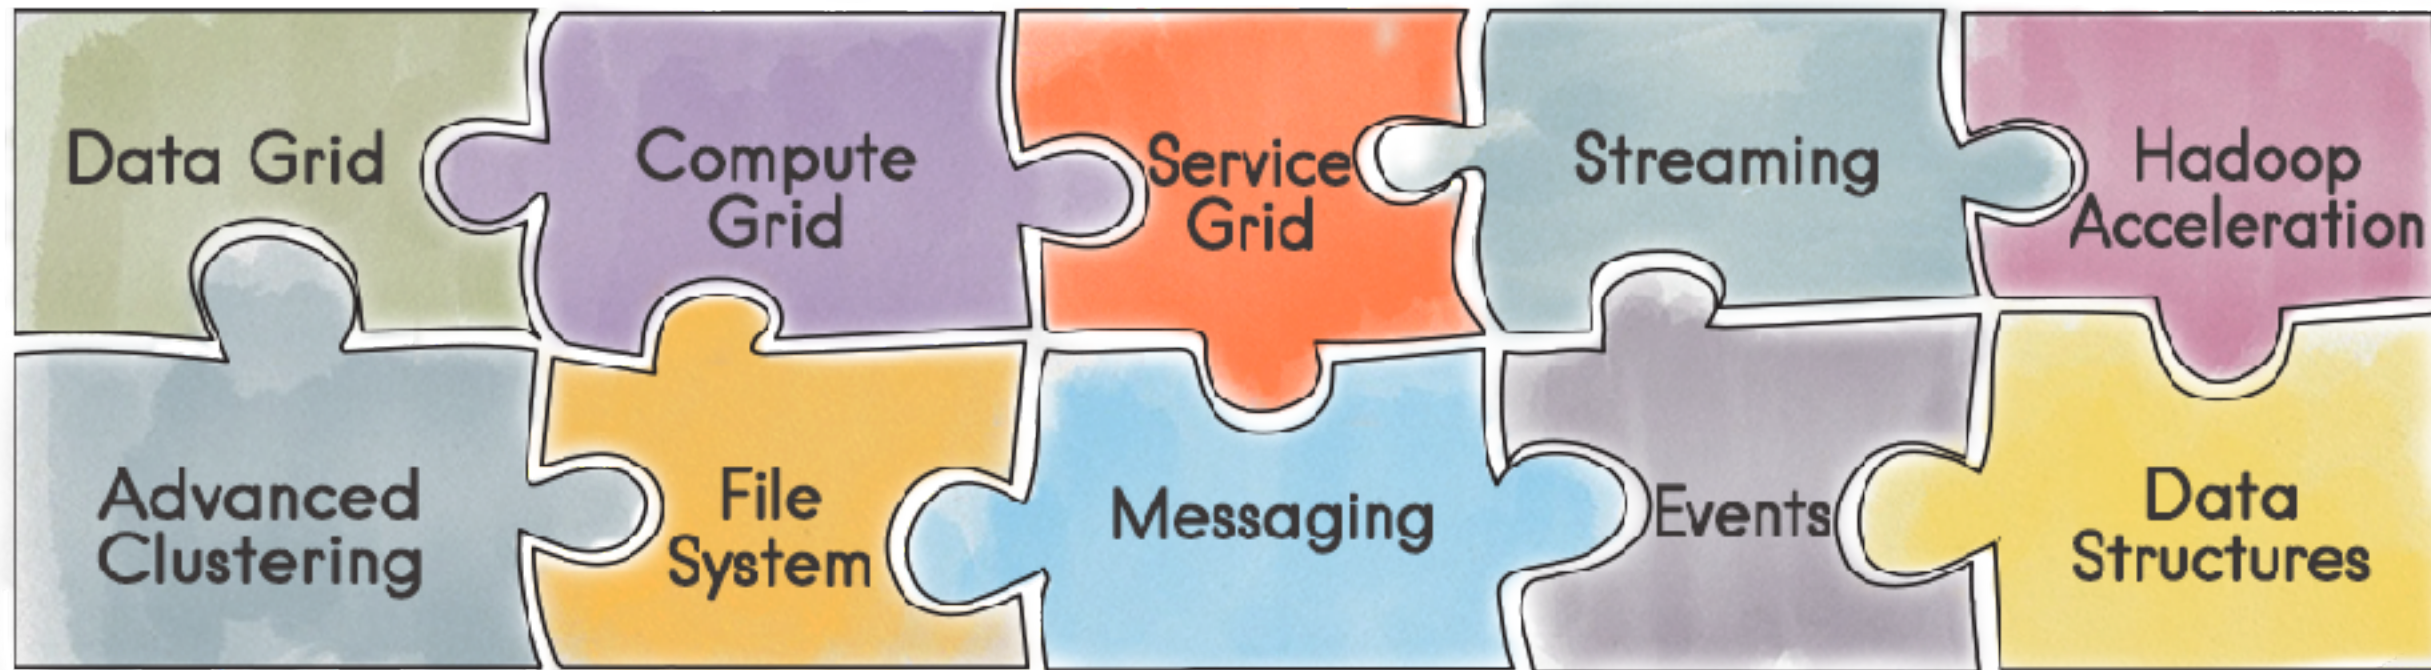 Data Grid
Compute
Grid
Service
Grid
Streaming
Hadoop
Acceleration
Advanced
Clustering
File
System
Messaging
Events
Data
Structures